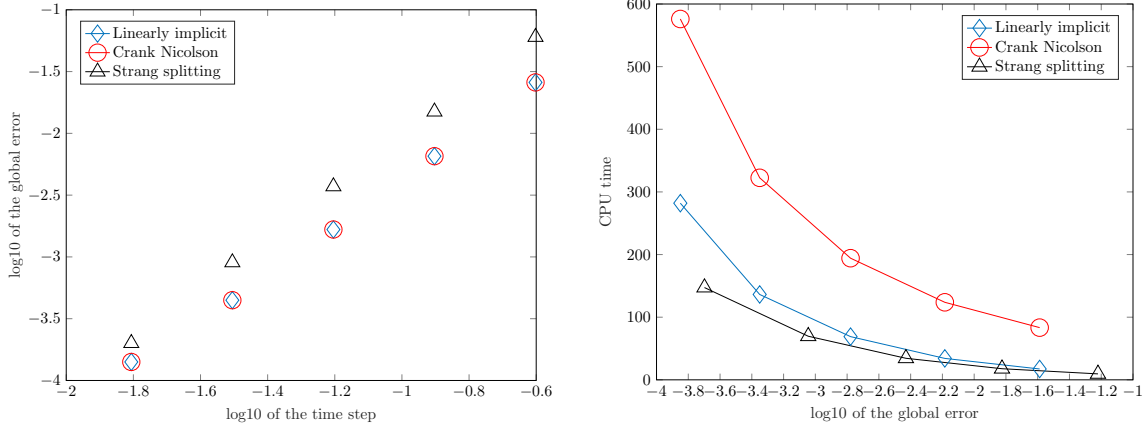 −1
−1.5
−2
−2.5
−3
−3.5
−4
log10 of the global error
Linearly implicit
Crank Nicolson
Strang splitting
−2 −1.8 −1.6 −1.4 −1.2 −1 −0.8 −0.6
log10 of the time step
600
500
400
300
200
100
0
CPU time
Linearly implicit
Crank Nicolson
Strang splitting
−4 −3.8 −3.6 −3.4 −3.2 −3 −2.8 −2.6 −2.4 −2.2 −2 −1.8 −1.6 −1.4 −1.2 −1
log10 of the global error